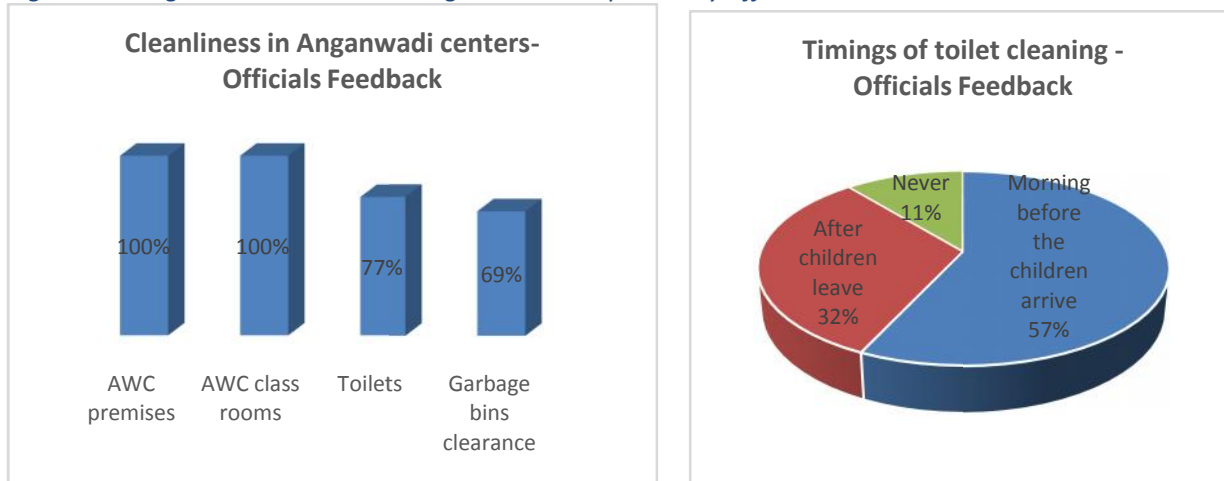 Cleanliness in Anganwadi centers-
Officials Feedback
100%
100%
77%
69%
AWC
premises
AWC class
rooms
Toilets
Garbage
bins
clearance
Timings of toilet cleaning -
Officials Feedback
Never
11%
Morning
before
the
children
arrive
57%
After
children
leave
32%